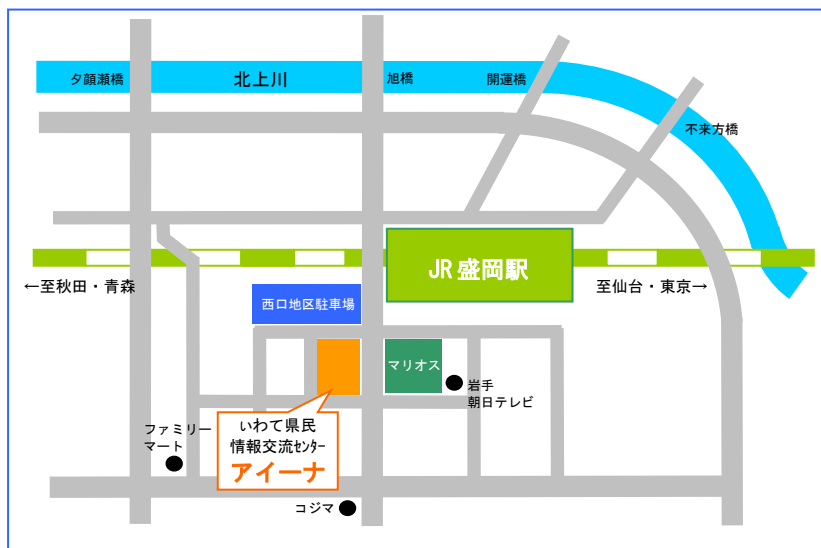 夕顔瀬橋
北上川
旭橋
開運橋
不来方橋
JR盛岡駅
←至秋田・青森
至仙台・東京→
西口地区駐車場
マリオス
岩手
朝日テレビ
いわて県民
情報交流ｾﾝﾀｰ
アイーナ
ファミリー
マート
コジマ